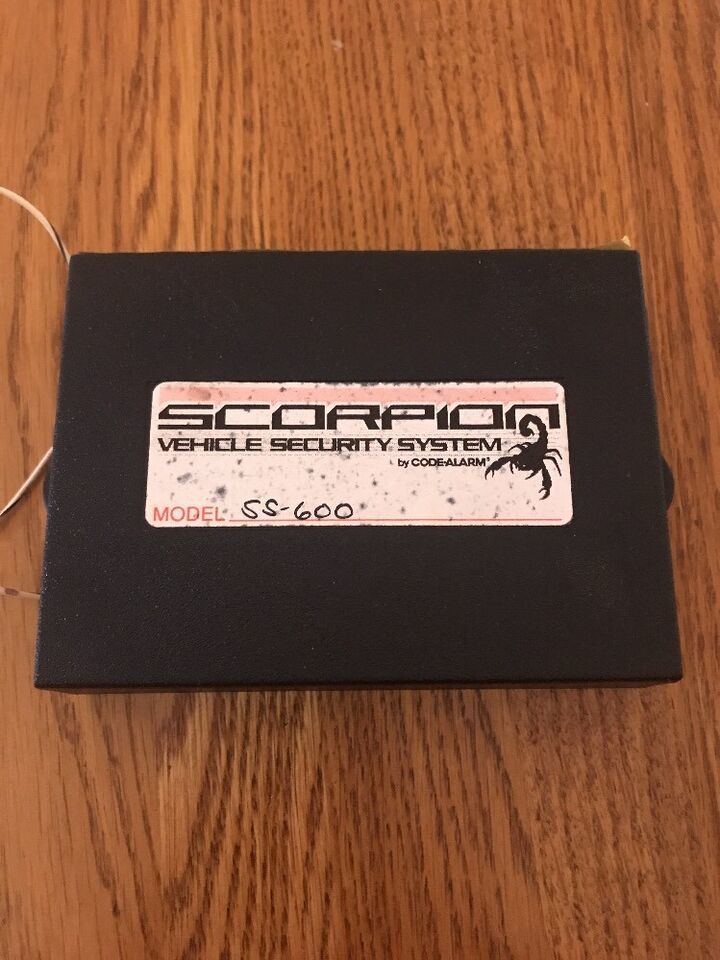 SCORPION
VEHICLE SECURITY SYSTEM
by CODE-ALARM
MODEL SS-600